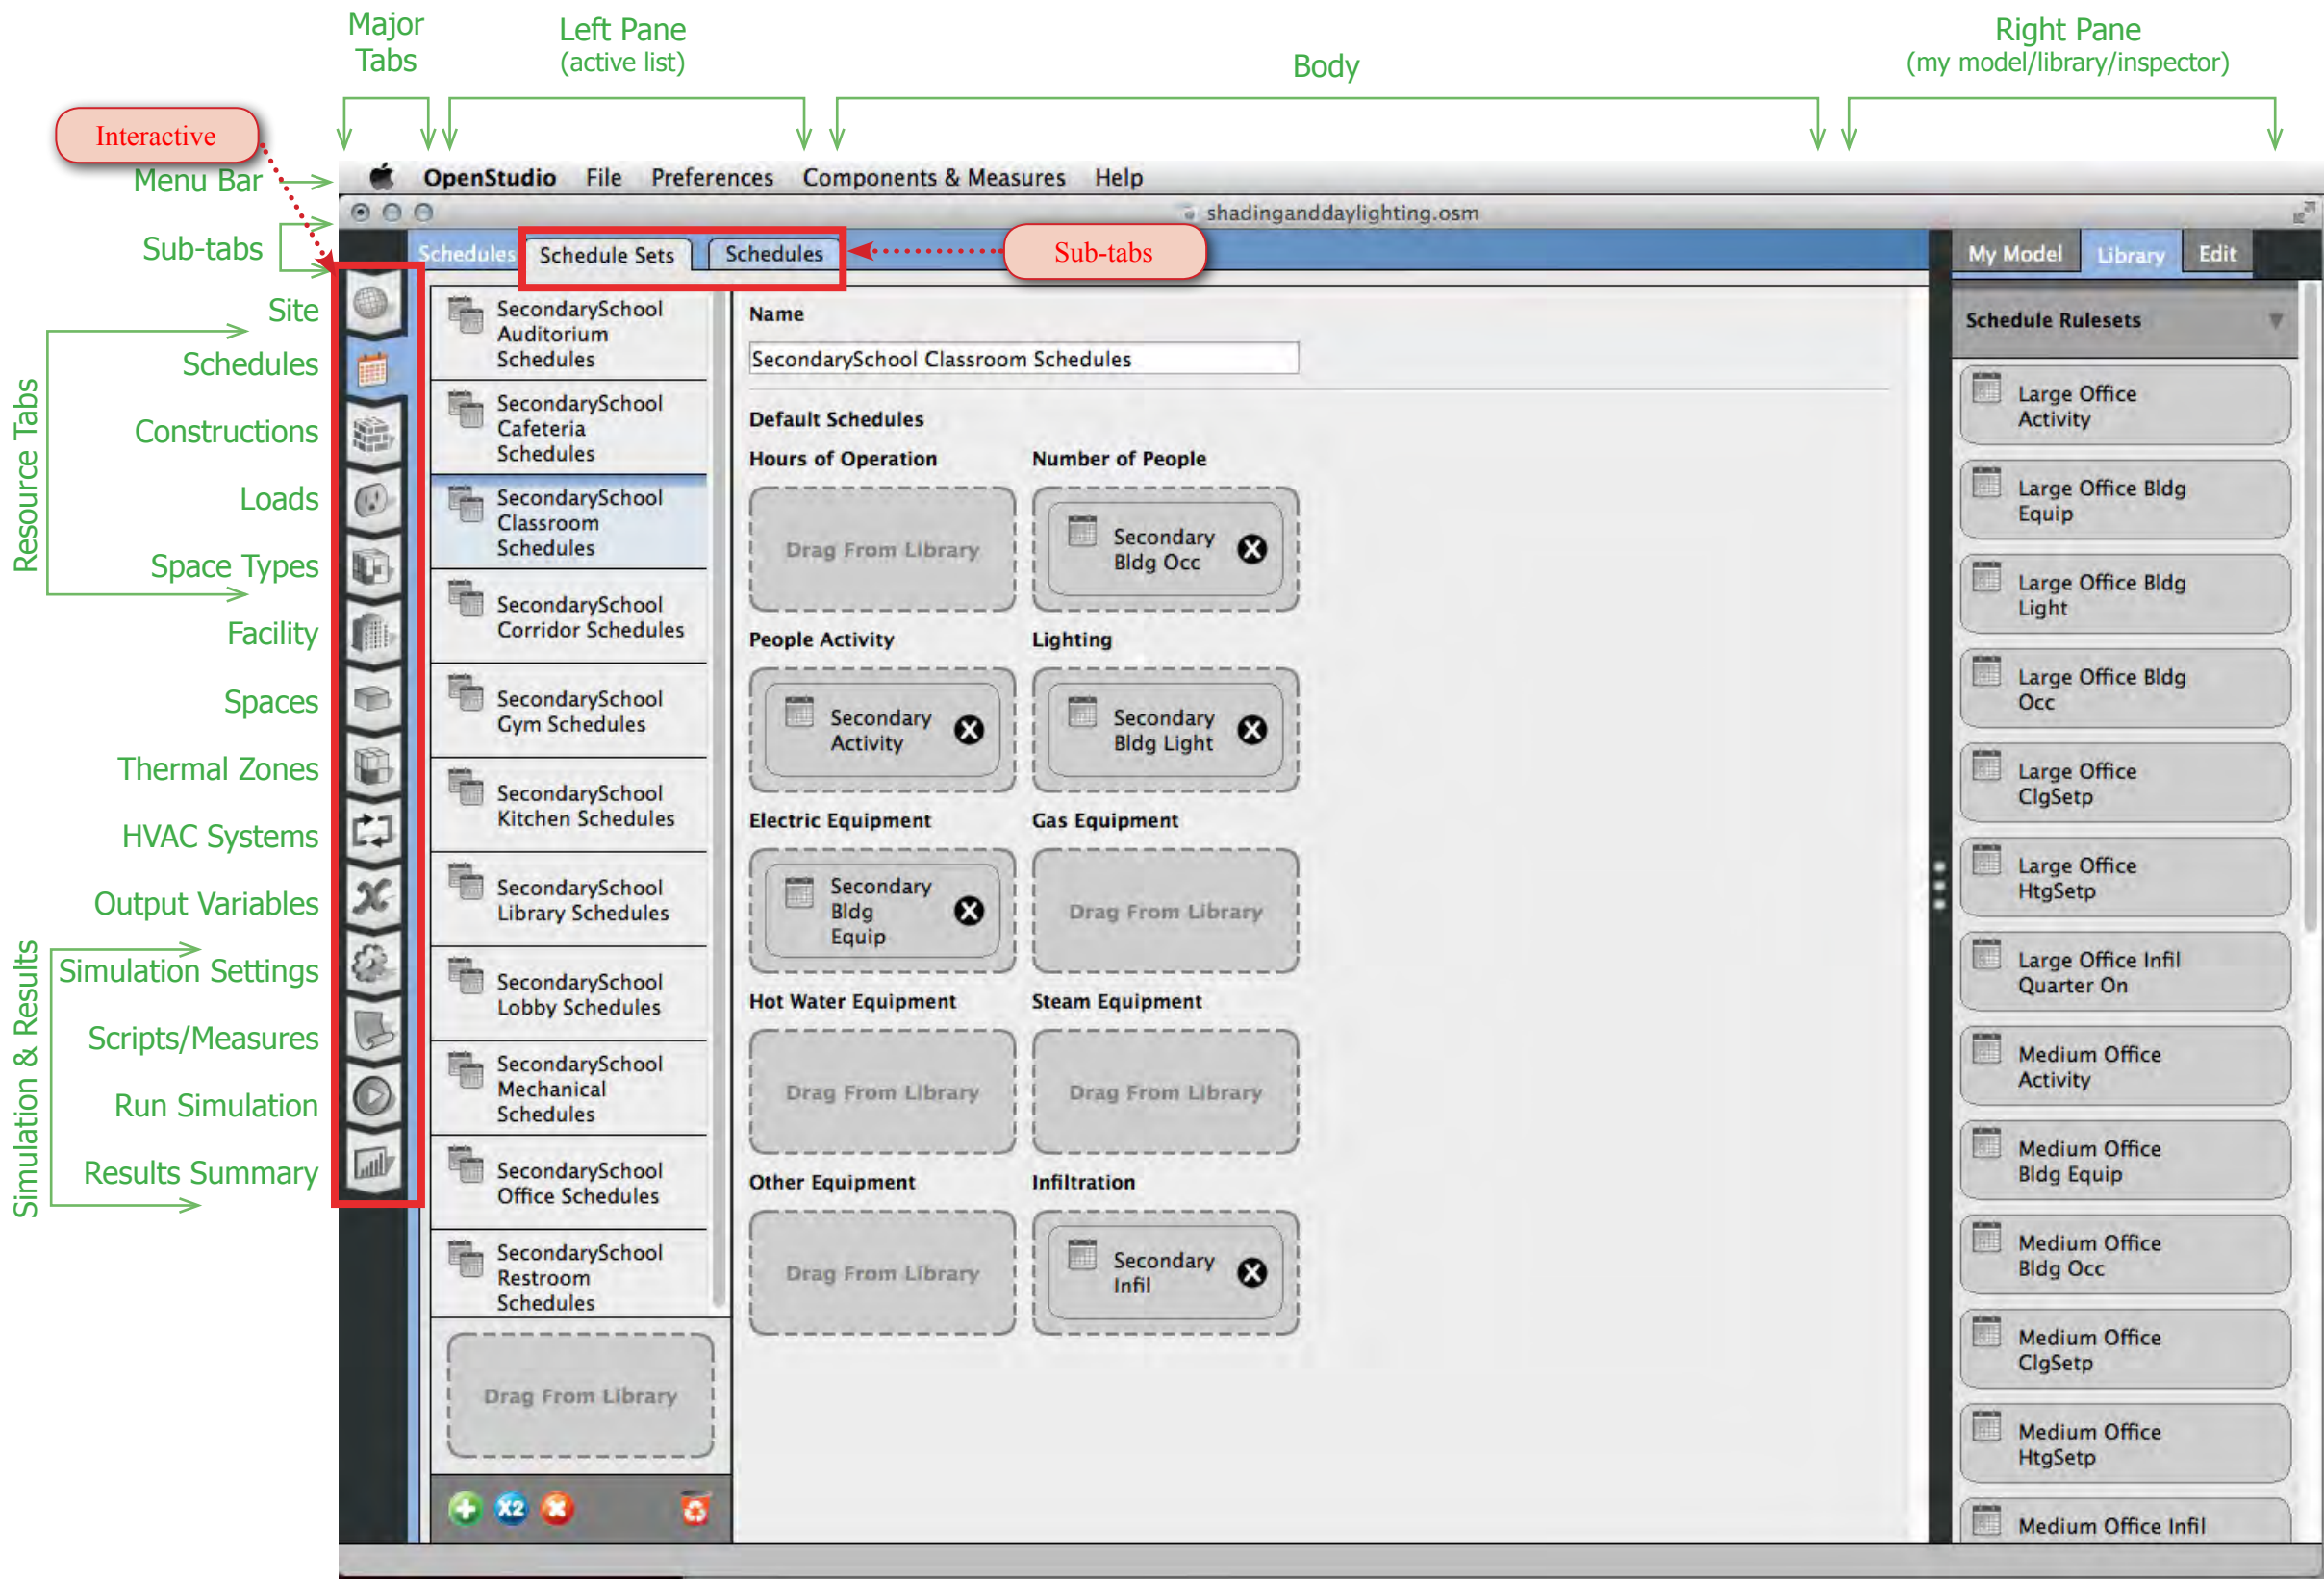 Major
Tabs
Left Pane
(active list)
Body
Right Pane
(my model/library/inspector)
Interactive
Menu Bar
OpenStudio File Preferences Components & Measures Help
shadinganddaylighting.osm
Sub-tabs
Schedules Schedule Sets Schedules
Sub-tabs
My Model Library Edit
Resource Tabs
Site
Schedules
Constructions
Loads
Space Types
Facility
Spaces
Thermal Zones
HVAC Systems
Output Variables
Simulation & Results
Simulation Settings
Scripts/Measures
Run Simulation
Results Summary
SecondarySchool
Auditorium
Schedules
SecondarySchool
Cafeteria
Schedules
SecondarySchool
Classroom
Schedules
SecondarySchool
Corridor Schedules
SecondarySchool
Gym Schedules
SecondarySchool
Kitchen Schedules
SecondarySchool
Library Schedules
SecondarySchool
Lobby Schedules
SecondarySchool
Mechanical
Schedules
SecondarySchool
Office Schedules
SecondarySchool
Restroom
Schedules
Drag From Library
X2
Name
SecondarySchool Classroom Schedules
Default Schedules
Hours of Operation
Drag From Library
Number of People
Secondary
Bldg Occ
People Activity
Secondary
Activity
Lighting
Secondary
Bldg Light
Electric Equipment
Secondary
Bldg
Equip
Gas Equipment
Drag From Library
Hot Water Equipment
Drag From Library
Steam Equipment
Drag From Library
Other Equipment
Drag From Library
Infiltration
Secondary
Infil
Schedule Rulesets
Large Office
Activity
Large Office Bldg
Equip
Large Office Bldg
Light
Large Office Bldg
Occ
Large Office
ClgSetp
Large Office
HtgSetp
Large Office Infil
Quarter On
Medium Office
Activity
Medium Office
Bldg Equip
Medium Office
Bldg Occ
Medium Office
ClgSetp
Medium Office
HtgSetp
Medium Office Infil